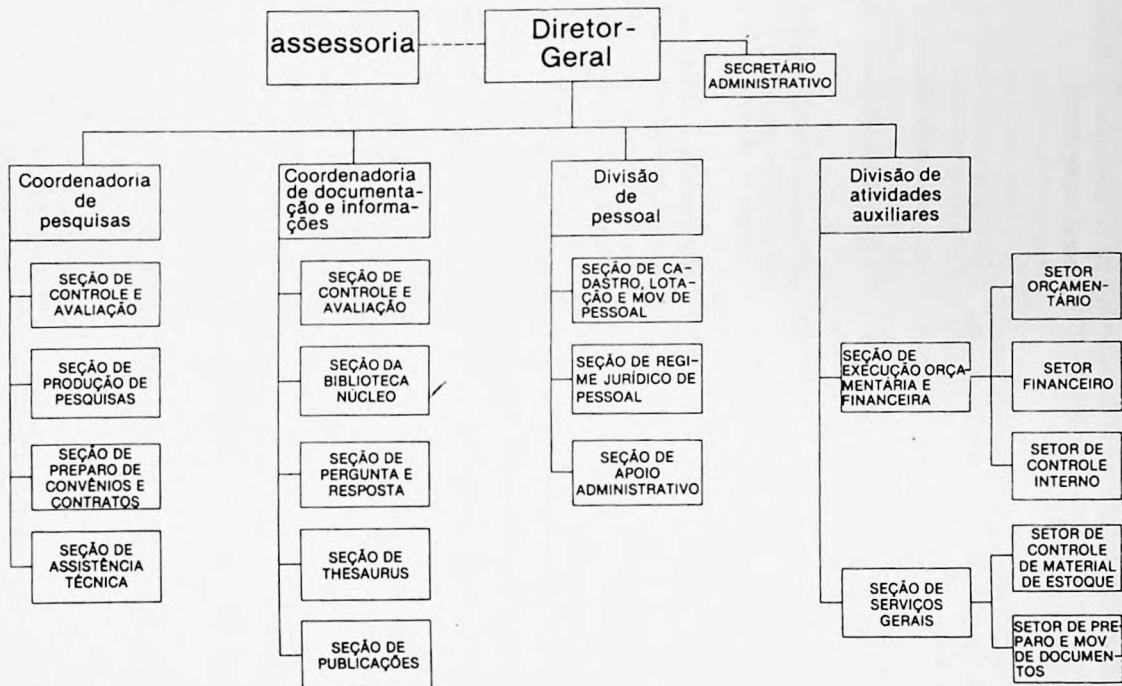 assessoria
Diretor-
Geral
SECRETÁRIO
ADMINISTRATIVO
Coordenadoria
de
pesquisas
SEÇÃO DE
CONTROLE E
AVALIAÇÃO
SEÇÃO DE
PRODUÇÃO DE
PESQUISAS
SEÇÃO DE
PREPARO DE
CONVÊNIOS E
CONTRATOS
SEÇÃO DE
ASSISTÊNCIA
TÉCNICA
Coordenadoria
de documenta-
ção e informa-
ções
SEÇÃO DE
CONTROLE E
AVALIAÇÃO
SEÇÃO DA
BIBLIOTECA
NÚCLEO
SEÇÃO DE
PERGUNTA E
RESPOSTA
SEÇÃO DE
THESAURUS
SEÇÃO DE
PUBLICAÇÕES
Divisão
de
pessoal
SEÇÃO DE CA-
DASTRO, LOTA-
ÇÃO E MOV. DE
PESSOAL
SEÇÃO DE REGI-
ME JURÍDICO DE
PESSOAL
SEÇÃO DE
APOIO
ADMINISTRATIVO
Divisão de
atividades
auxiliares
SEÇÃO DE
EXECUÇÃO ORÇA-
MENTÁRIA E
FINANCEIRA
SETOR
ORÇAMEN-
TÁRIO
SETOR
FINANCEIRO
SETOR DE
CONTROLE
INTERNO
SEÇÃO DE
SERVIÇOS
GERAIS
SETOR DE
CONTROLE
DE MATERIAL
DE ESTOQUE
SETOR DE PRE-
PARO E MOV.
DE DOCUMEN-
TOS